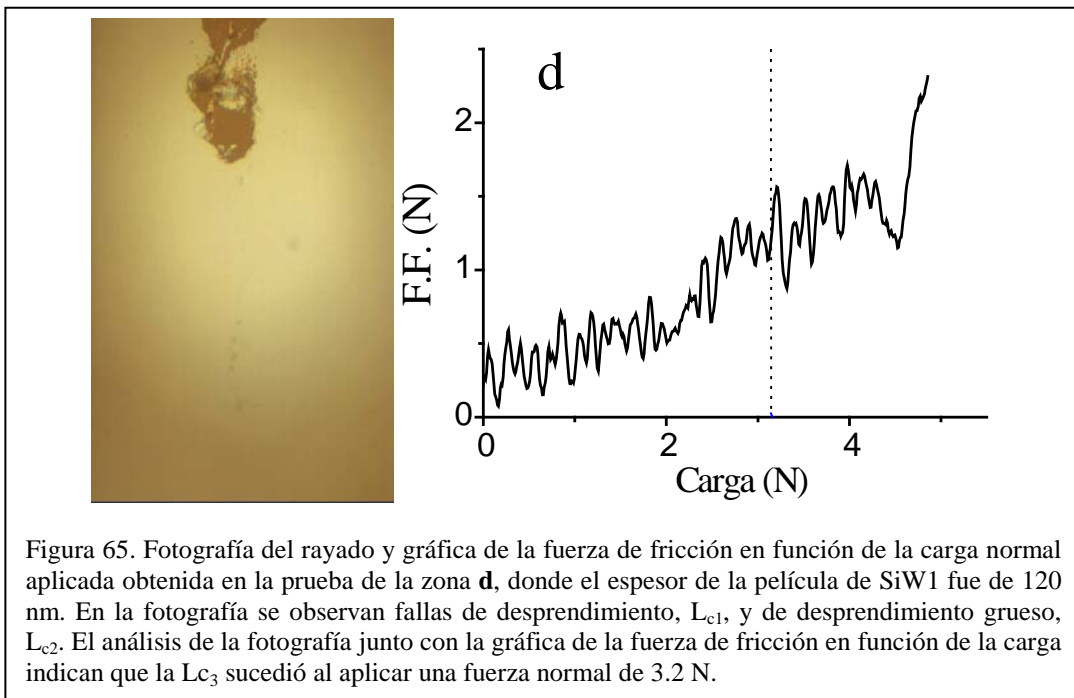 d
F.F. (N)
2
1
0
0
2
4
Carga (N)
Figura 65. Fotografía del rayado y gráfica de la fuerza de fricción en función de la carga normal
aplicada obtenida en la prueba de la zona d, donde el espesor de la película de SiW1 fue de 120
nm. En la fotografía se observan fallas de desprendimiento, Lc1, y de desprendimiento grueso,
Lc2. El análisis de la fotografía junto con la gráfica de la fuerza de fricción en función de la carga
indican que la Lc3 sucedió al aplicar una fuerza normal de 3.2 N.